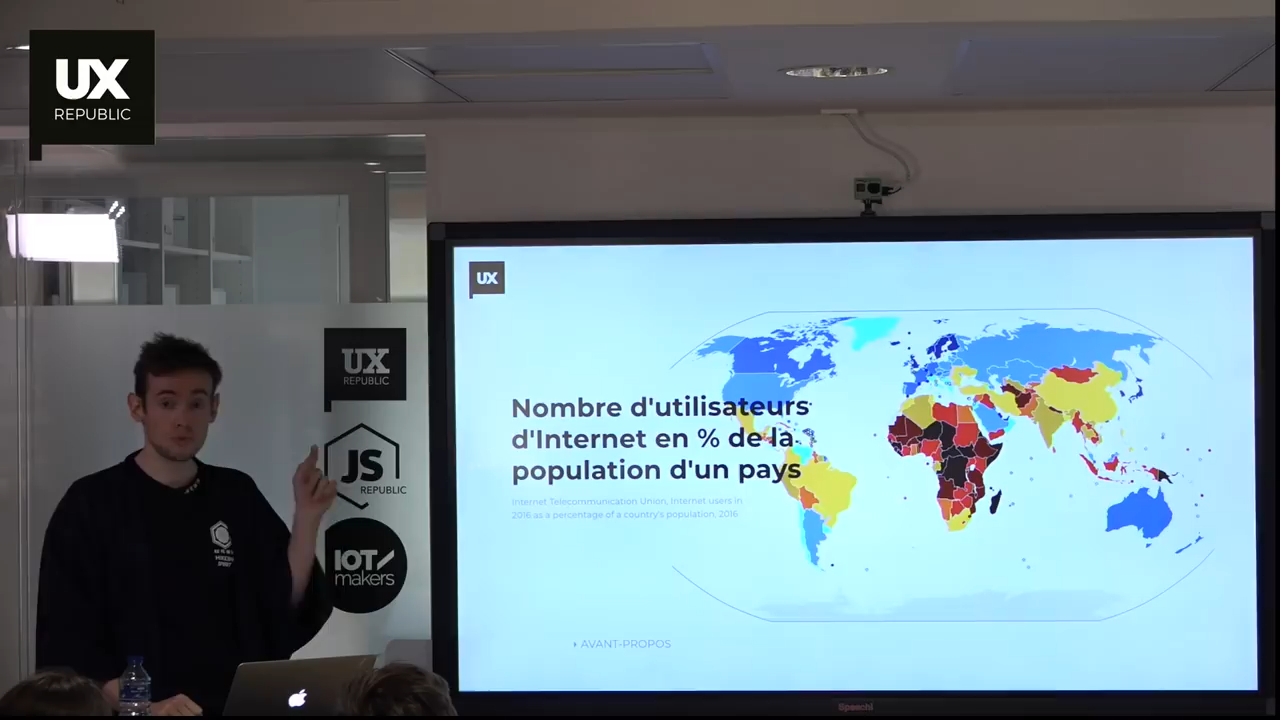 UX
REPUBLIC
UX
REPUBLIC
JS
REPUBLIC
IOT
makers
UX
Nombre d'utilisateurs
d'Internet en % de la
population d'un pays
Internet Telecommunication Union, Internet users in
2016 as a percentage of a country's population, 2016
AVANT-PROPOS
Speechi